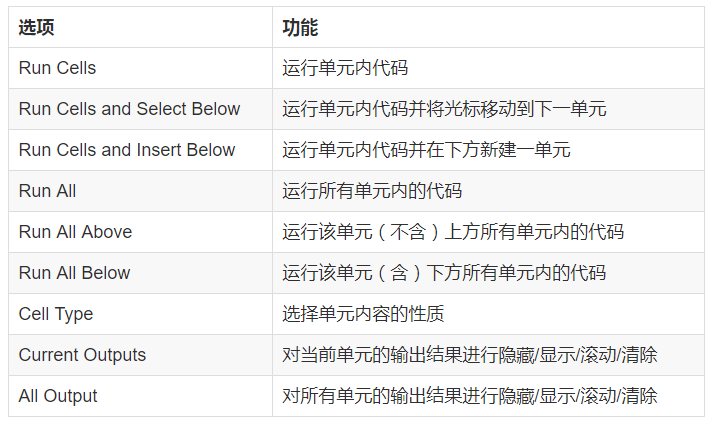 选项 功能
Run Cells 运行单元内代码
Run Cells and Select Below 运行单元内代码并将光标移动到下一单元
Run Cells and Insert Below 运行单元内代码并在下方新建一单元
Run All 运行所有单元内的代码
Run All Above 运行该单元（不含）上方所有单元内的代码
Run All Below 运行该单元（含）下方所有单元内的代码
Cell Type 选择单元内容的性质
Current Outputs 对当前单元的输出结果进行隐藏/显示/滚动/清除
All Output 对所有单元的输出结果进行隐藏/显示/滚动/清除